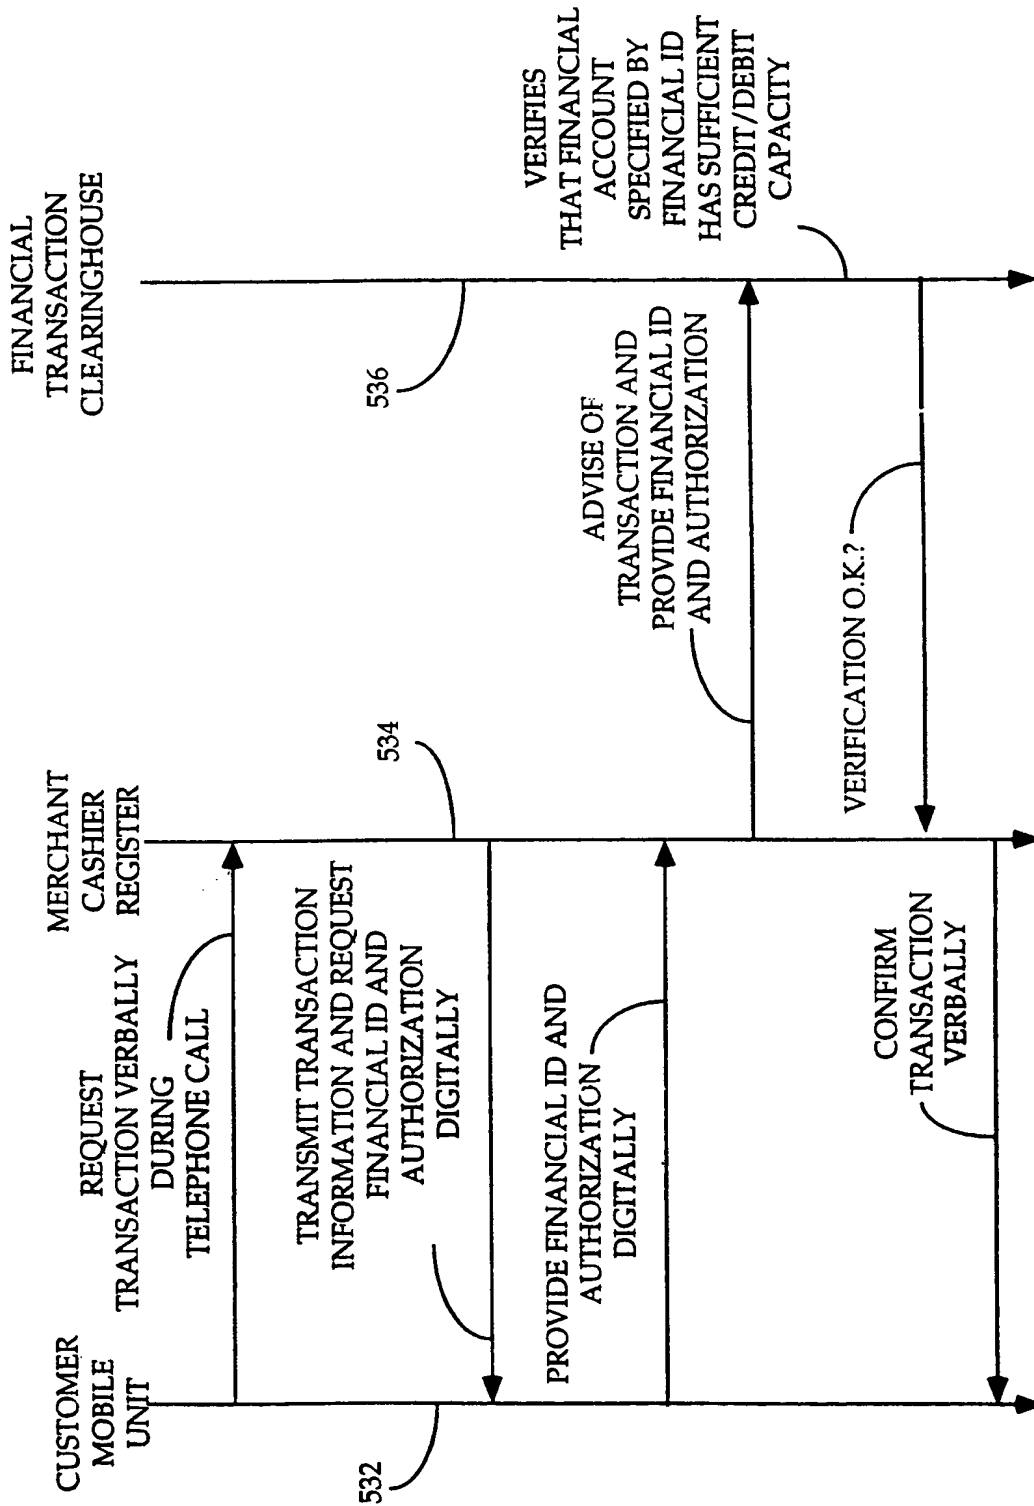 CUSTOMER
MOBILE
UNIT
MERCHANT
CASHIER
REGISTER
FINANCIAL
TRANSACTION
CLEARINGHOUSE
REQUEST
TRANSACTION VERBALLY
DURING
TELEPHONE CALL
532
534
536
TRANSMIT TRANSACTION
INFORMATION AND REQUEST
FINANCIAL ID AND
AUTHORIZATION
DIGITALLY
PROVIDE FINANCIAL ID AND
AUTHORIZATION
DIGITALLY
ADVISE OF
TRANSACTION AND
PROVIDE FINANCIAL ID
AND AUTHORIZATION
VERIFIES
THAT FINANCIAL
ACCOUNT
SPECIFIED BY
FINANCIAL ID
HAS SUFFICIENT
CREDIT/DEBIT
CAPACITY
VERIFICATION O.K.?
CONFIRM
TRANSACTION
VERBALLY